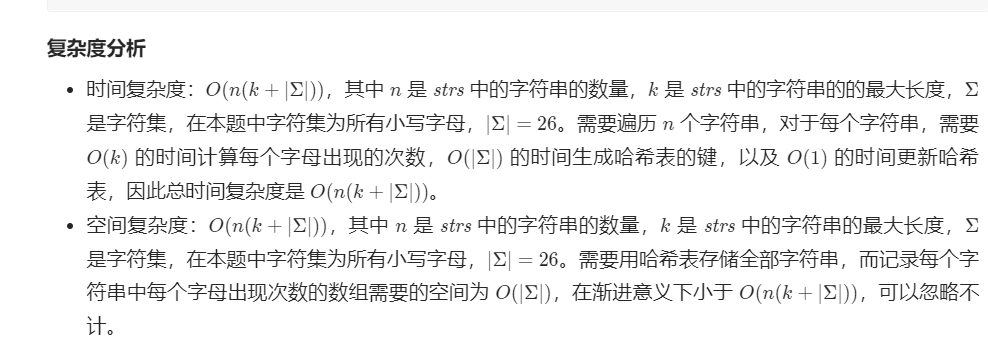 复杂度分析
• 时间复杂度：O(n(k + |Σ|))，其中 n 是 strs 中的字符串的数量，k 是 strs 中的字符串的的最大长度，Σ
是字符集，在本题中字符集为所有小写字母，|Σ| = 26。需要遍历 n 个字符串，对于每个字符串，需要
O(k) 的时间计算每个字母出现的次数，O(|Σ|) 的时间生成哈希表的键，以及 O(1) 的时间更新哈希
表，因此总时间复杂度是 O(n(k + |Σ|))。
• 空间复杂度：O(n(k + |Σ|))，其中 n 是 strs 中的字符串的数量，k 是 strs 中的字符串的最大长度，Σ
是字符集，在本题中字符集为所有小写字母，|Σ| = 26。需要用哈希表存储全部字符串，而记录每个字
符串中每个字母出现次数的数组需要的空间为 O(|Σ|)，在渐进意义下小于 O(n(k + |Σ|))，可以忽略不
计。